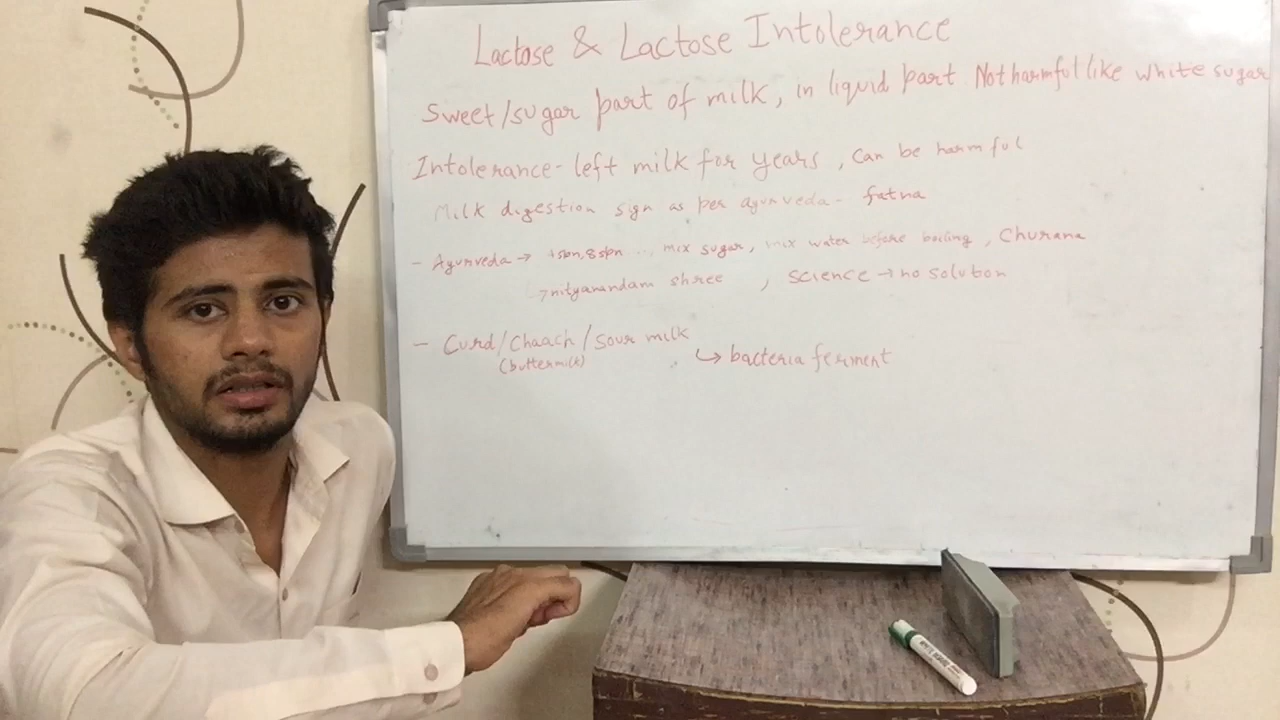 Lactose & Lactose Intolerance
Sweet/sugar part of milk, in liquid part. Not harmful like white sugar
Intolerance - left milk for years, can be harmful
Milk digestion sign as per ayurveda -
- Ayurveda → mix sugar, mix water before boiling, Churana
→ nityanandam shree , science → no solution
- Curd/Chaach/Sour milk
(buttermilk)
↳ bacteria ferment